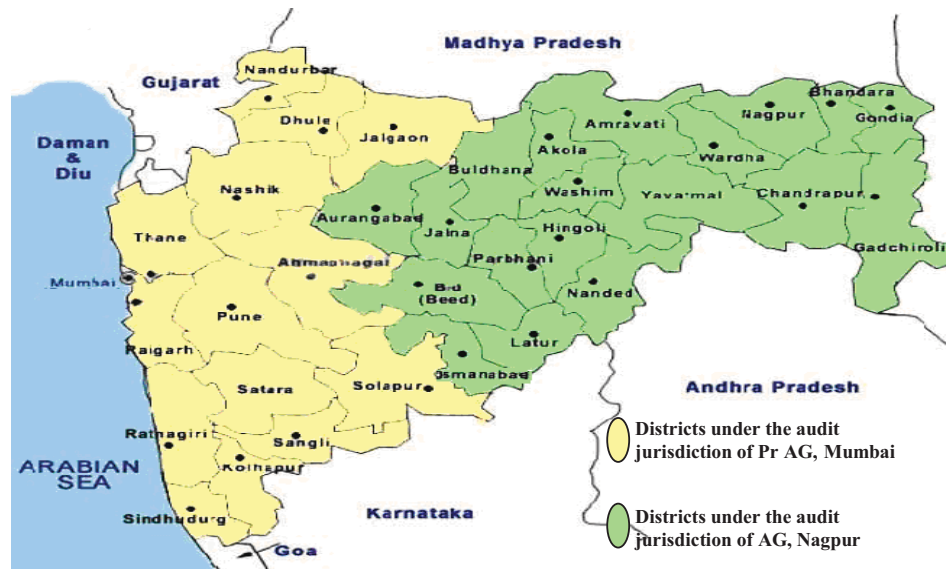 Madhya Pradesh
Gujarat
Nandurbar
Bhandara
Daman
&
Diu
Dhule
Jalgaon
Amravati
Nagpur
Gondia
Akola
Wardha
Buldhana
Nashik
Washim
Yavatmal
Chandrapur
Aurangabad
Thane
Jalna
Hingoli
Gadchiroli
Parbhani
Mumbai
Bid
(Beed)
Nanded
Pune
Latur
Raigarh
Osmanabad
Satara
Solapur
Andhra Pradesh
Ratnagiri
Sangli
Districts under the audit
jurisdiction of Pr AG, Mumbai
ARABIAN
SEA
Kolhapur
Sindhudurg
Karnataka
Districts under the audit
jurisdiction of AG, Nagpur
Goa